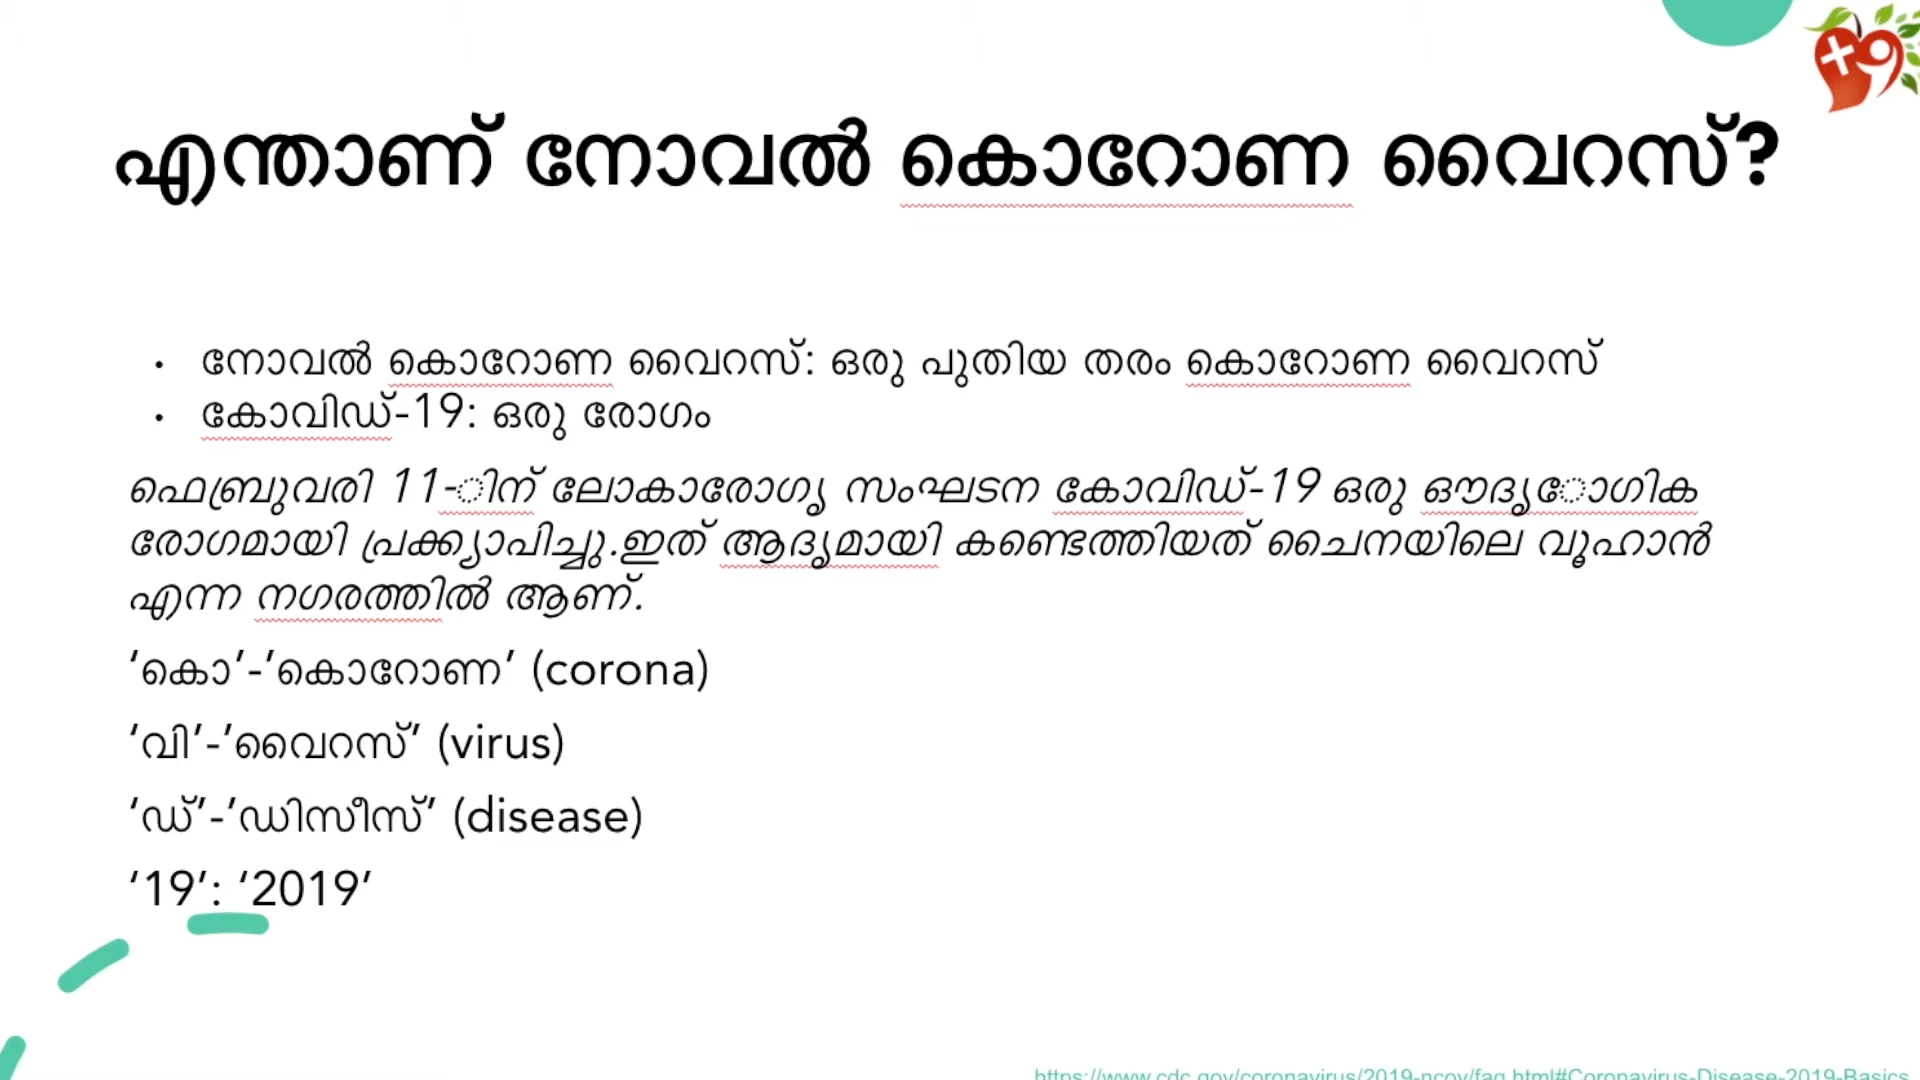 എന്താണ് നോവൽ കൊറോണ വൈറസ്?
• നോവൽ കൊറോണ വൈറസ്: ഒരു പുതിയ തരം കൊറോണ വൈറസ്
• കോവിഡ്-19: ഒരു രോഗം
ഫെബ്രുവരി 11-ിന് ലോകാരോഗ്യ സംഘടന കോവിഡ്-19 ഒരു ഔദ്യോഗിക
രോഗമായി പ്രക്ക്യാപിച്ചു.ഇത് ആദ്യമായി കണ്ടെത്തിയത് ചൈനയിലെ വൂഹാൻ
എന്ന നഗരത്തിൽ ആണ്.
‘കൊ’-’കൊറോണ’ (corona)
‘വി’-’വൈറസ്’ (virus)
‘ഡ്’-’ഡിസീസ്’ (disease)
‘19’: ‘2019’
https://www.cdc.gov/coronavirus/2019-ncov/faq.html#Coronavirus-Disease-2019-Basics